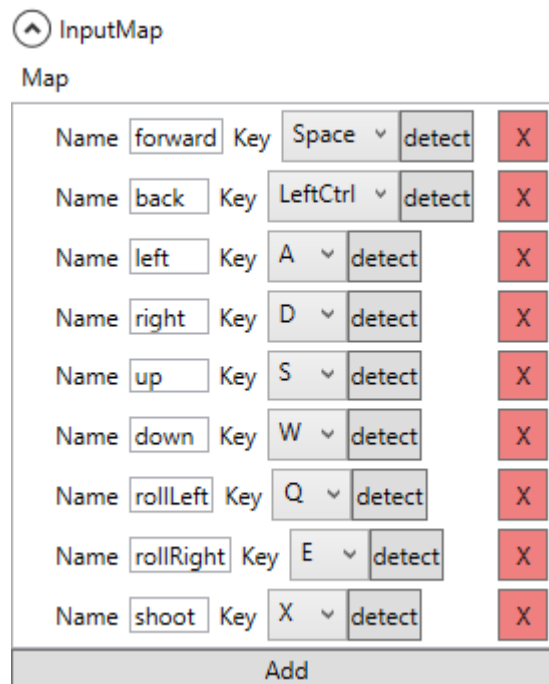 InputMap
Map
Name forward Key Space detect X
Name back Key LeftCtrl detect X
Name left Key A detect X
Name right Key D detect X
Name up Key S detect X
Name down Key W detect X
Name rollLeft Key Q detect X
Name rollRight Key E detect X
Name shoot Key X detect X
Add